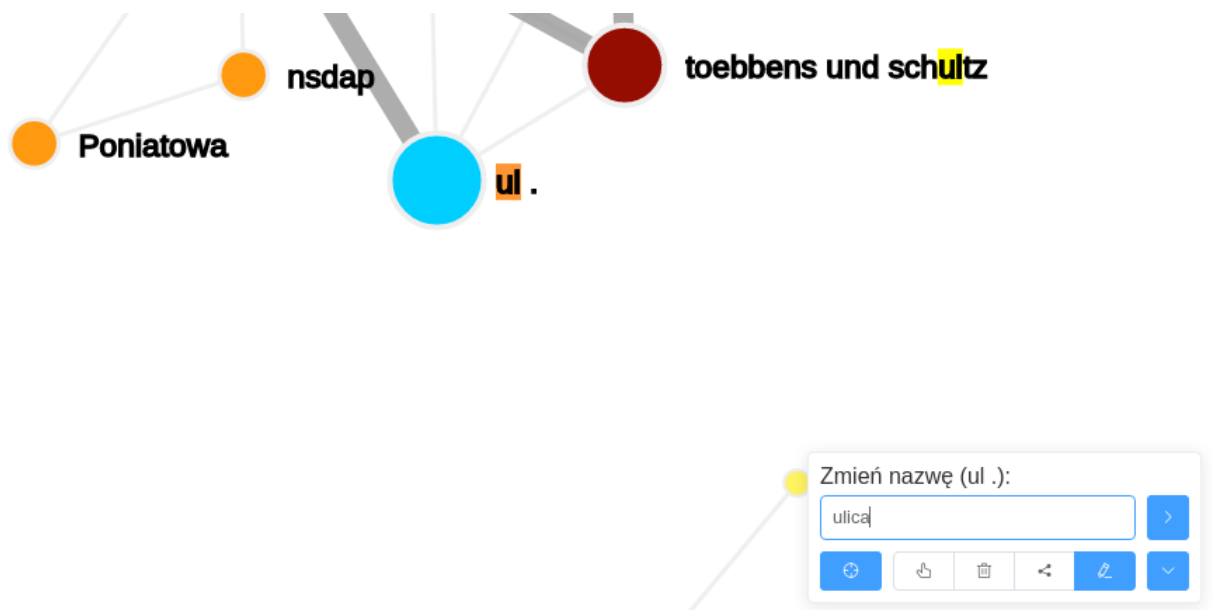 toebbens und schultz
nsdap
Poniatowa
ul .
Zmień nazwę (ul .):
ulica